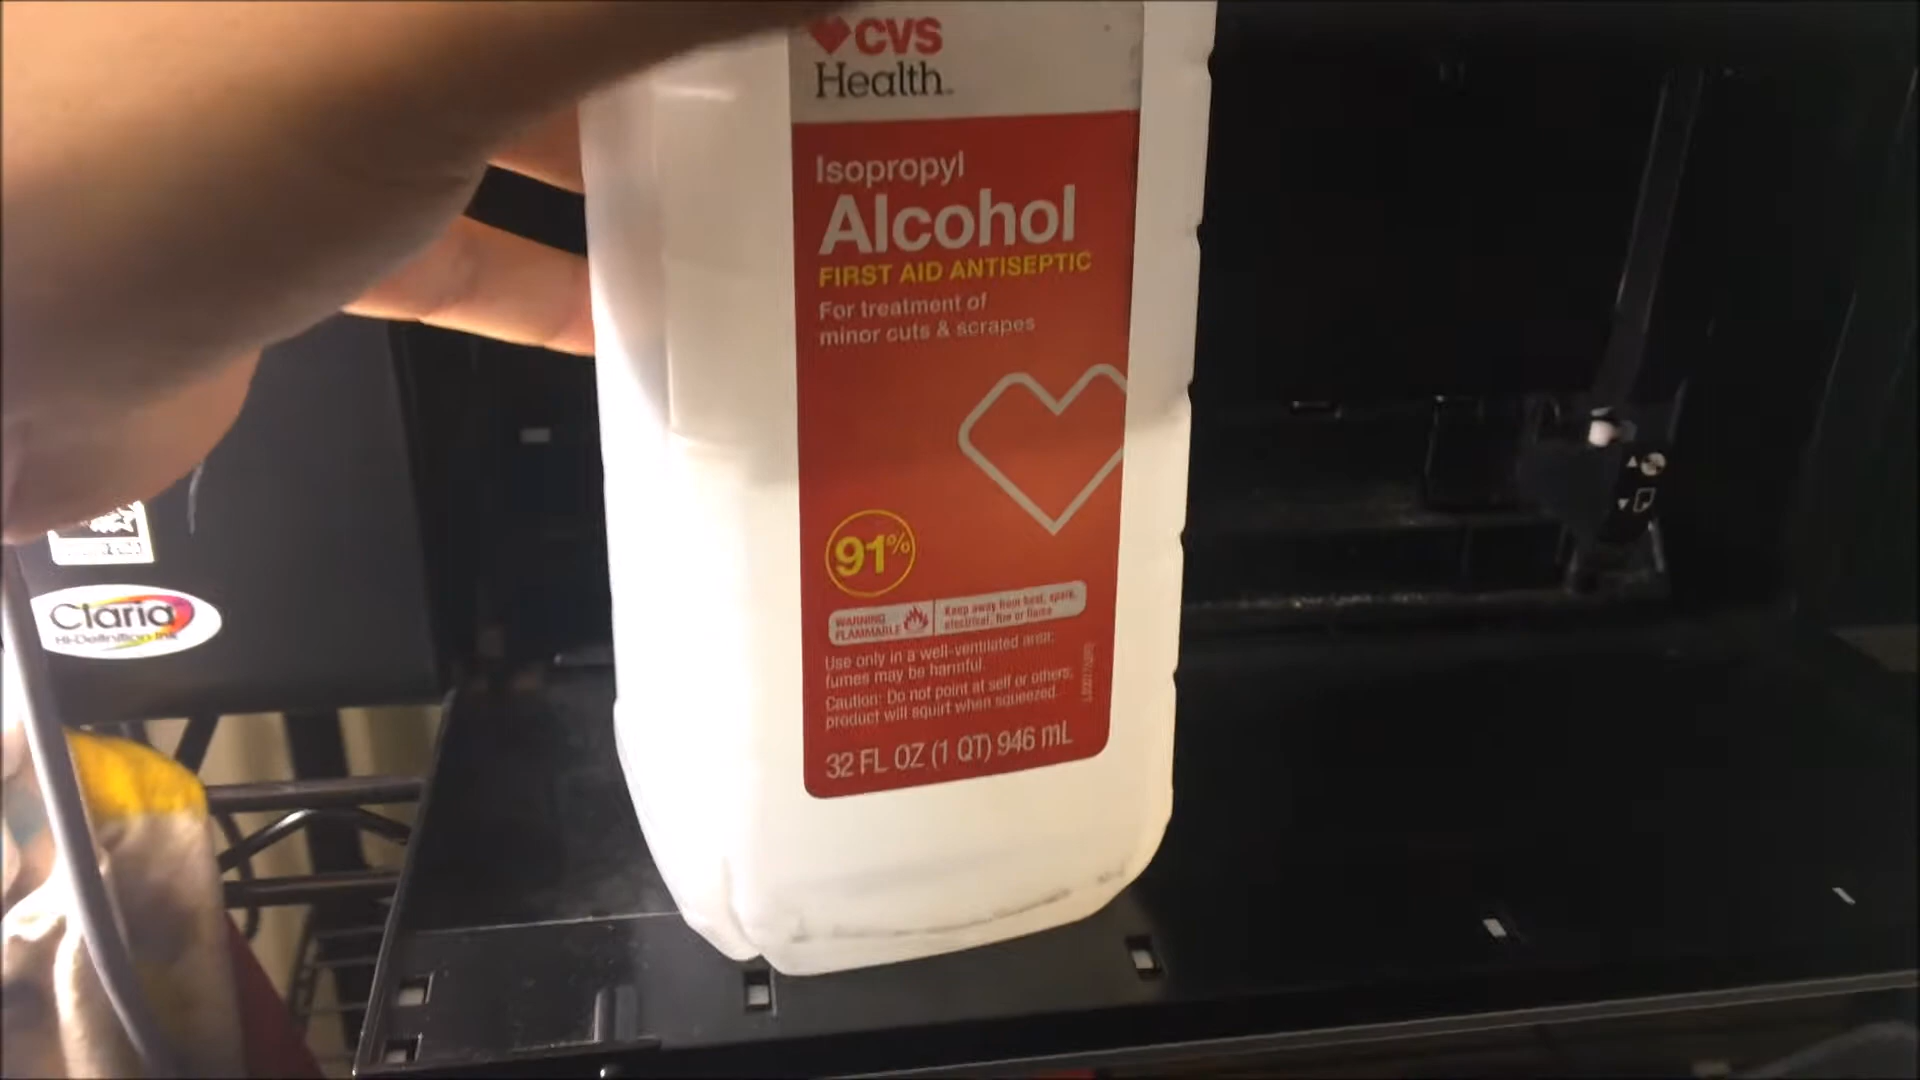 CVS
Health
Isopropyl
Alcohol
FIRST AID ANTISEPTIC
For treatment of
minor cuts & scrapes
91%
WARNING
FLAMMABLE
Keep away from heat, spark,
electrical, fire or flame
Use only in a well-ventilated area;
fumes may be harmful.
Caution: Do not point at self or others;
product will squirt when squeezed.
32 FL OZ (1 QT) 946 mL
Claria
Hi-Definition Ink